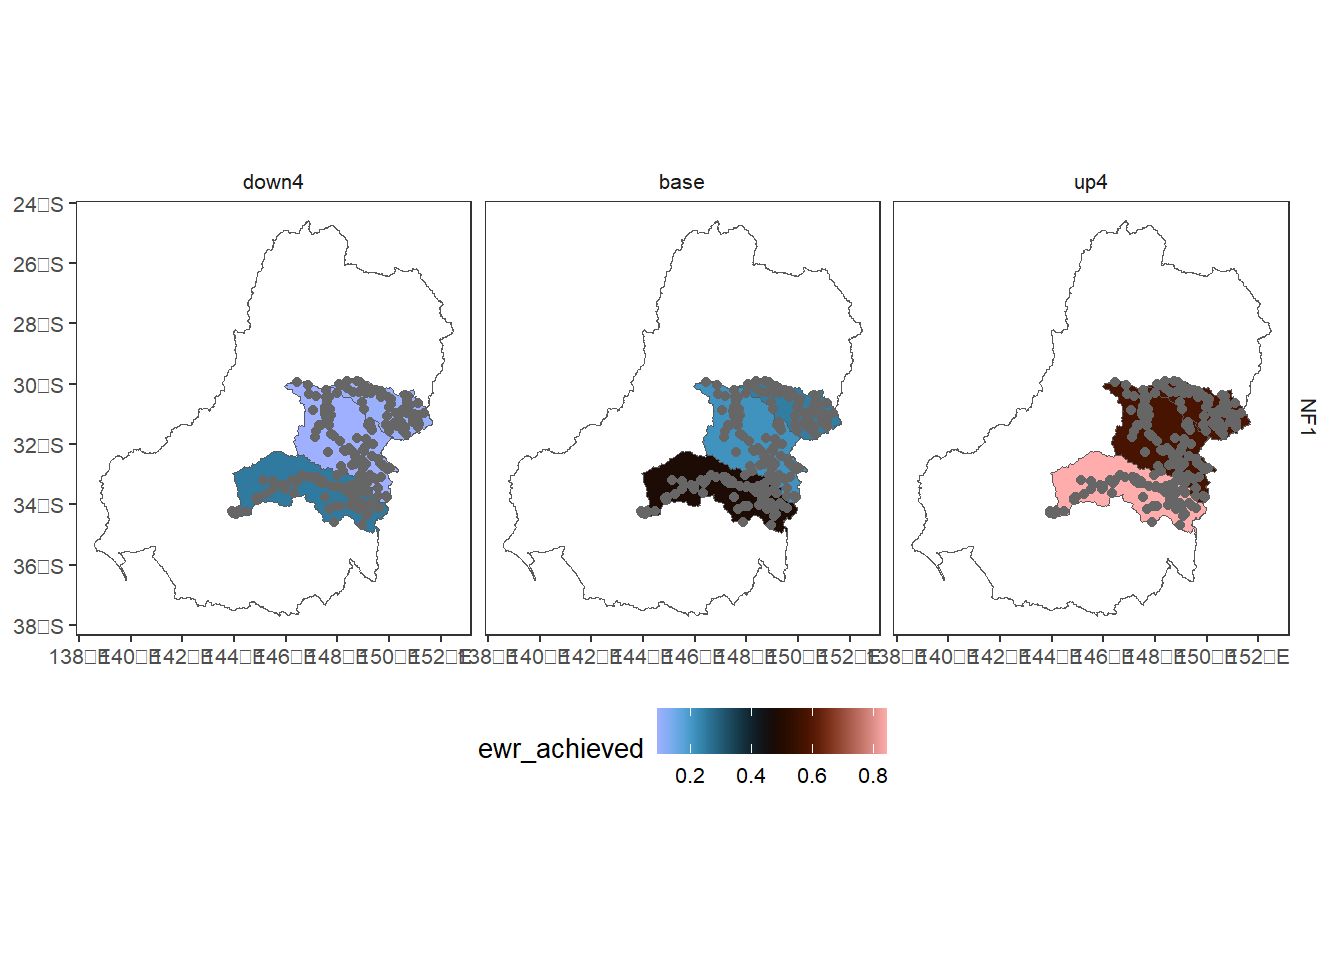 down4 base up4
24□S
26□S
28□S
30□S
32□S
34□S
36□S
38□S
NF1
138□E 140□E 142□E 144□E 146□E 148□E 150□E 152□E 138□E 140□E 142□E 144□E 146□E 148□E 150□E 152□E 138□E 140□E 142□E 144□E 146□E 148□E 150□E 152□E
ewr_achieved
0.2 0.4 0.6 0.8